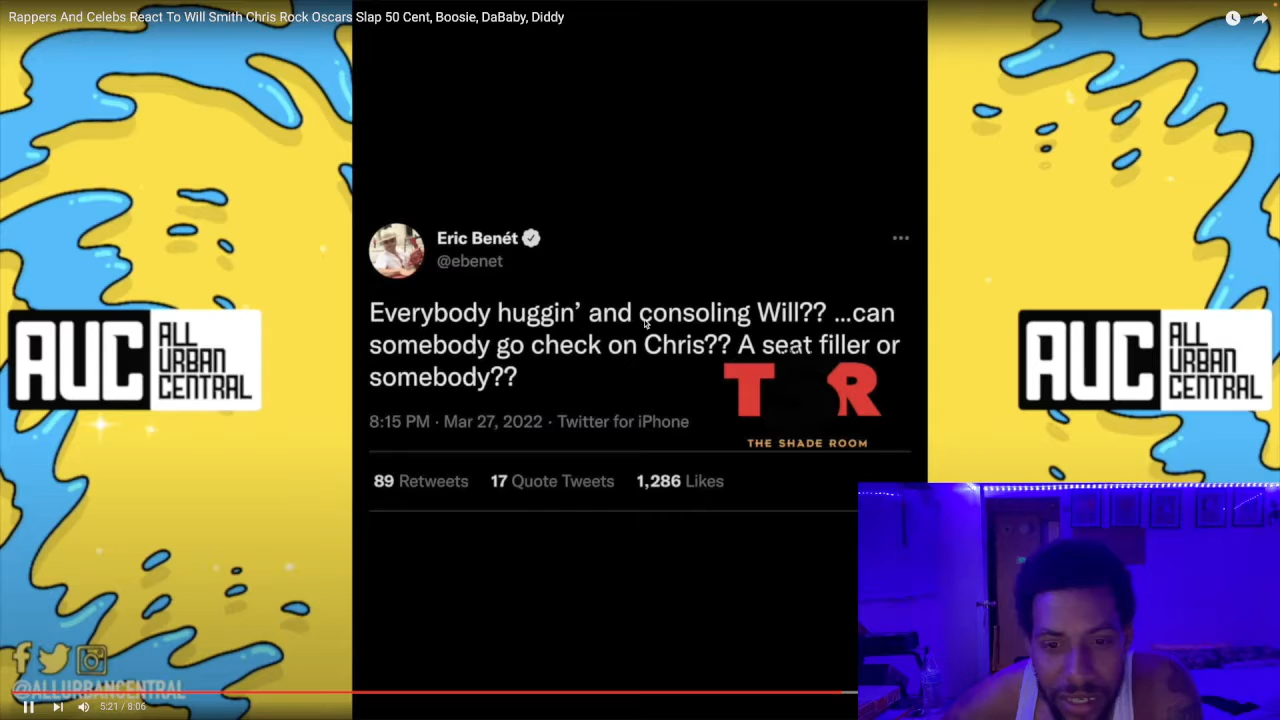 Rappers And Celebs React To Will Smith Chris Rock Oscars Slap 50 Cent, Boosie, DaBaby, Diddy
Eric Benét
@ebenet
Everybody huggin’ and consoling Will?? ...can
somebody go check on Chris?? A seat filler or
somebody??
T R
THE SHADE ROOM
8:15 PM · Mar 27, 2022 · Twitter for iPhone
89 Retweets 17 Quote Tweets 1,286 Likes
AUC ALL
URBAN
CENTRAL
AUC ALL
URBAN
CENTRAL
@ALLURBANCENTRAL
5:21 / 8:06